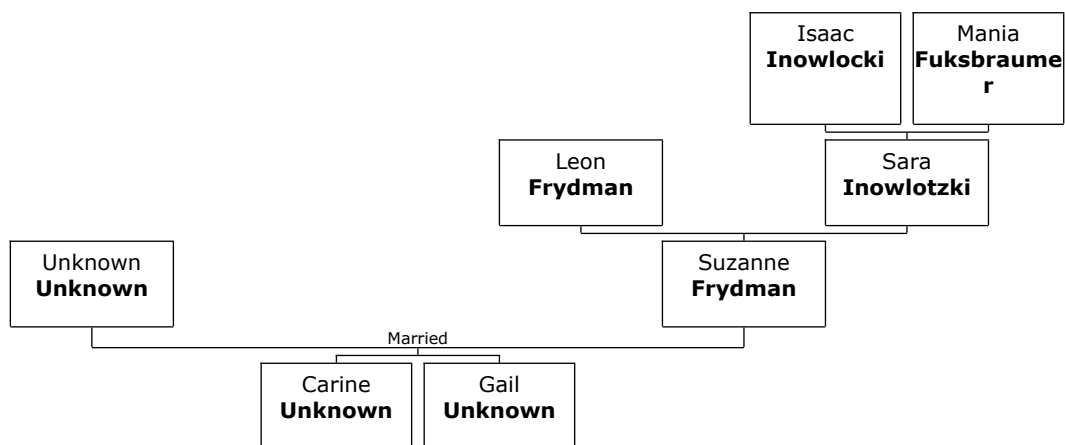 Isaac
Inowlocki
Mania
Fuksbraume
r
Leon
Frydman
Sara
Inowlotzki
Unknown
Unknown
Suzanne
Frydman
Married
Carine
Unknown
Gail
Unknown